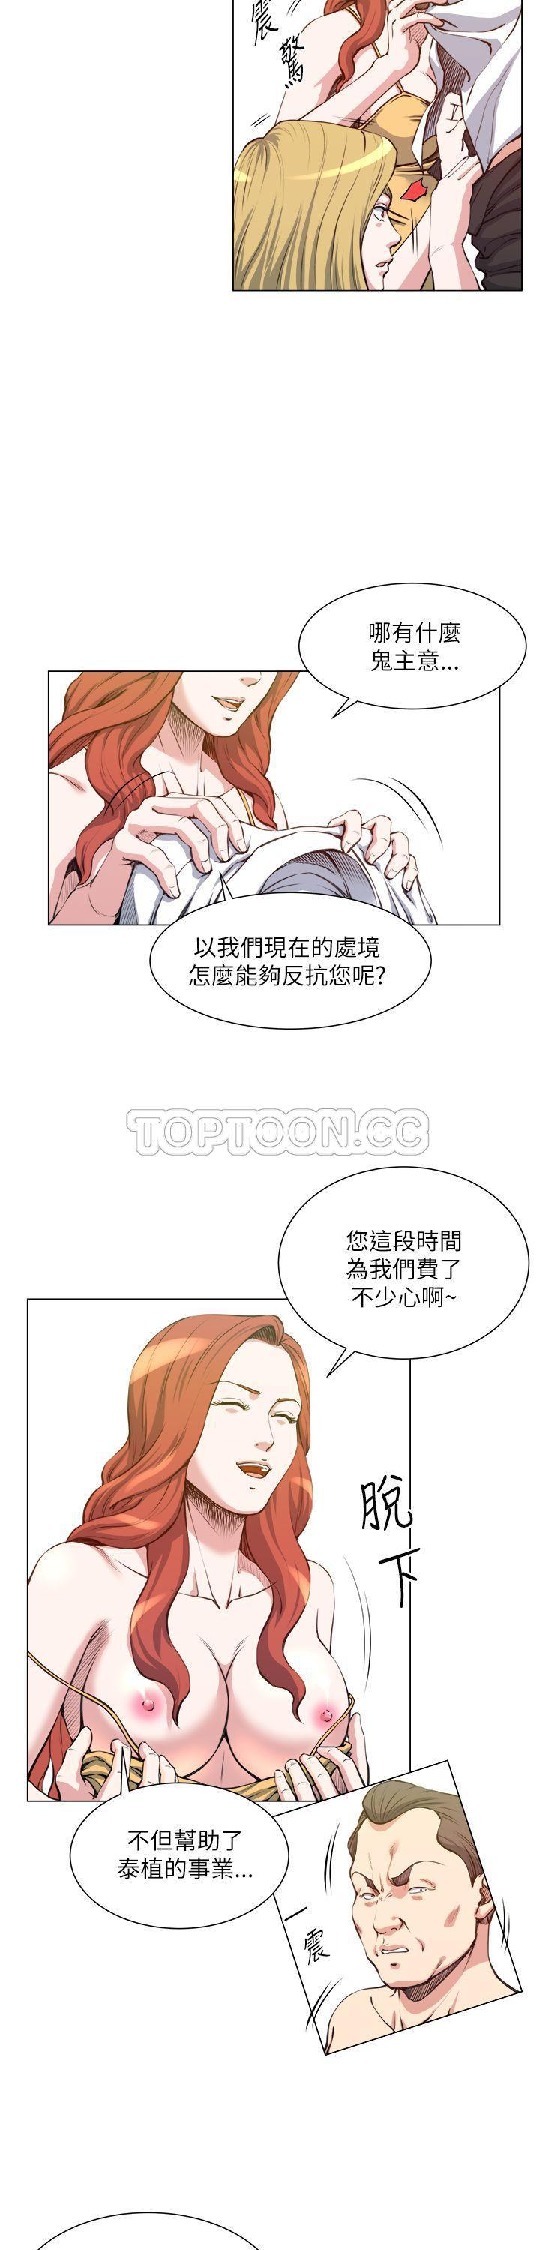 震
驚
哪有什麼
鬼主意...
以我們現在的處境
怎麼能夠反抗您呢?
TOPTOON.CC
您這段時間
為我們費了
不少心啊~
脫
下
不但幫助了
泰植的事業...
一震